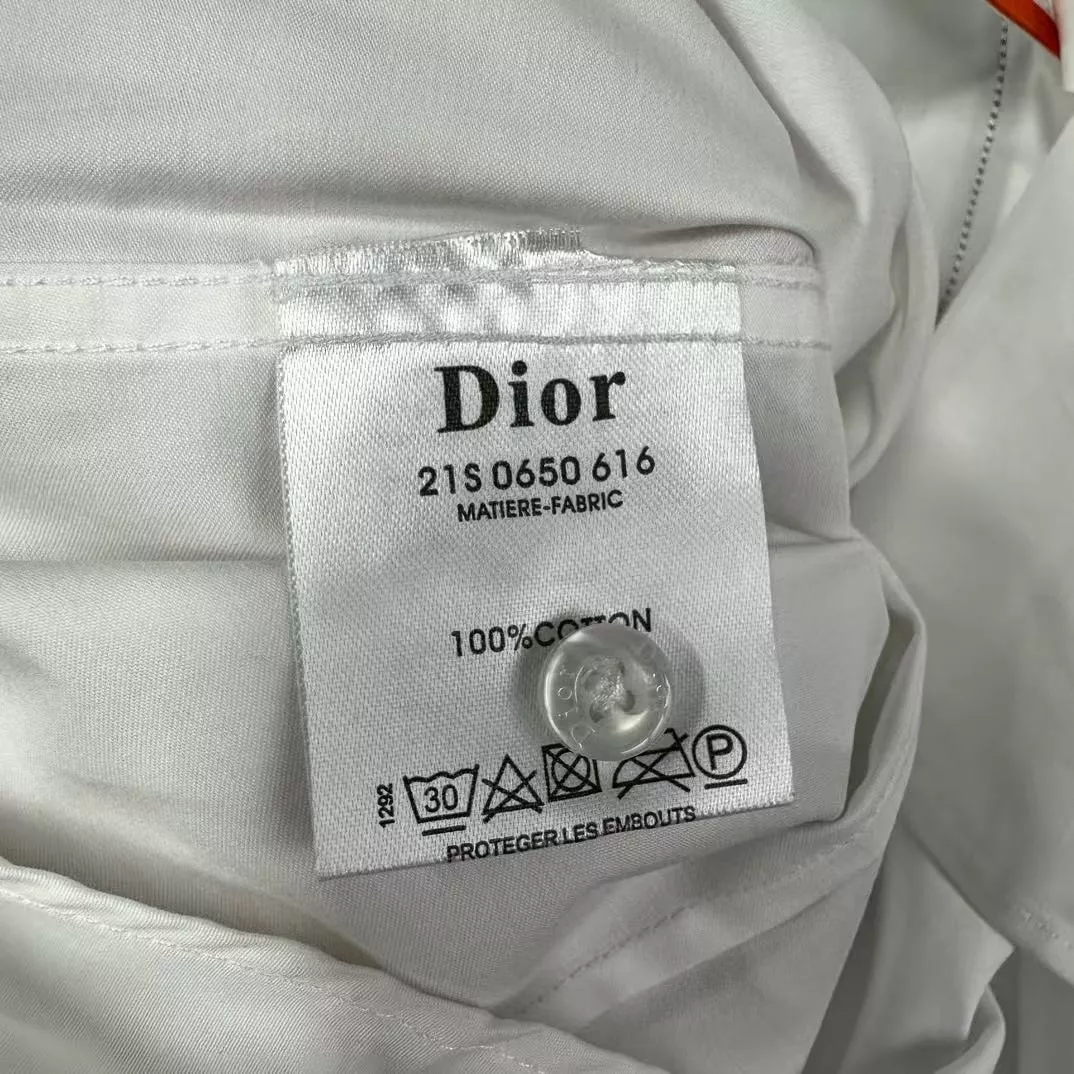 Dior
21S 0650 616
MATIERE-FABRIC
100%COTTON
1292
30
P
PROTEGER LES EMBOUTS